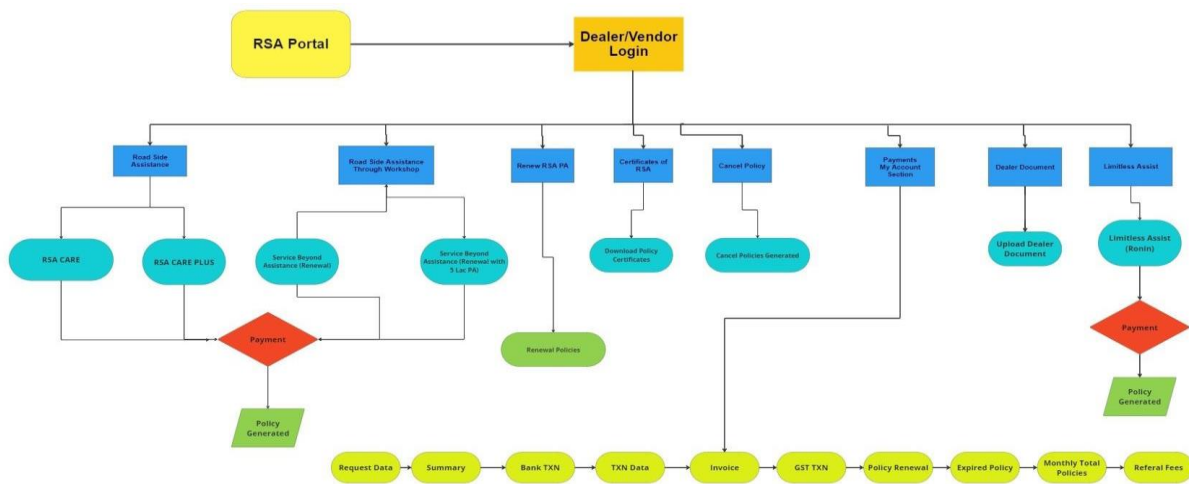 RSA Portal
Dealer/Vendor
Login
Road Side
Assistance
Road Side Assistance
Through Workshop
Renew RSA PA
Certificates of
RSA
Cancel Policy
Payments
My Account
Section
Dealer Document
Limitless Assist
RSA CARE
RSA CARE PLUS
Service Beyond
Assistance (Renewal)
Service Beyond
Assistance (Renewal with
5 Lac PA)
Download Policy
Certificates
Cancel Policies Generated
Upload Dealer
Document
Limitless Assist
(Ronin)
Payment
Renewal Policies
Payment
Policy
Generated
Policy
Generated
Request Data
Summary
Bank TXN
TXN Data
Invoice
GST TXN
Policy Renewal
Expired Policy
Monthly Total
Policies
Referal Fees